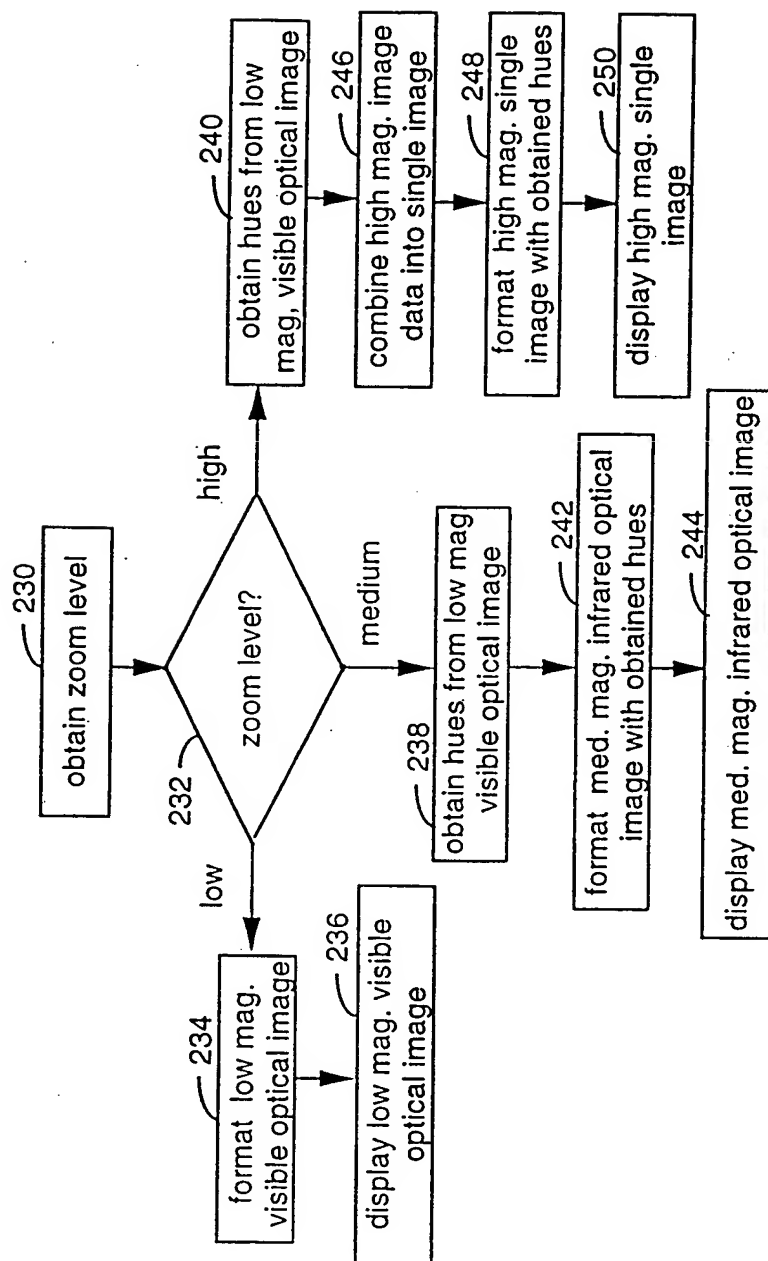 230
obtain zoom level
232
zoom level?
low
medium
high
234
format low mag.
visible optical image
236
display low mag. visible
optical image
238
obtain hues from low mag
visible optical image
242
format med. mag. infrared optical
image with obtained hues
244
display med. mag. infrared optical image
240
obtain hues from low
mag, visible optical image
246
combine high mag. image
data into single image
248
format high mag. single
image with obtained hues
250
display high mag. single
image